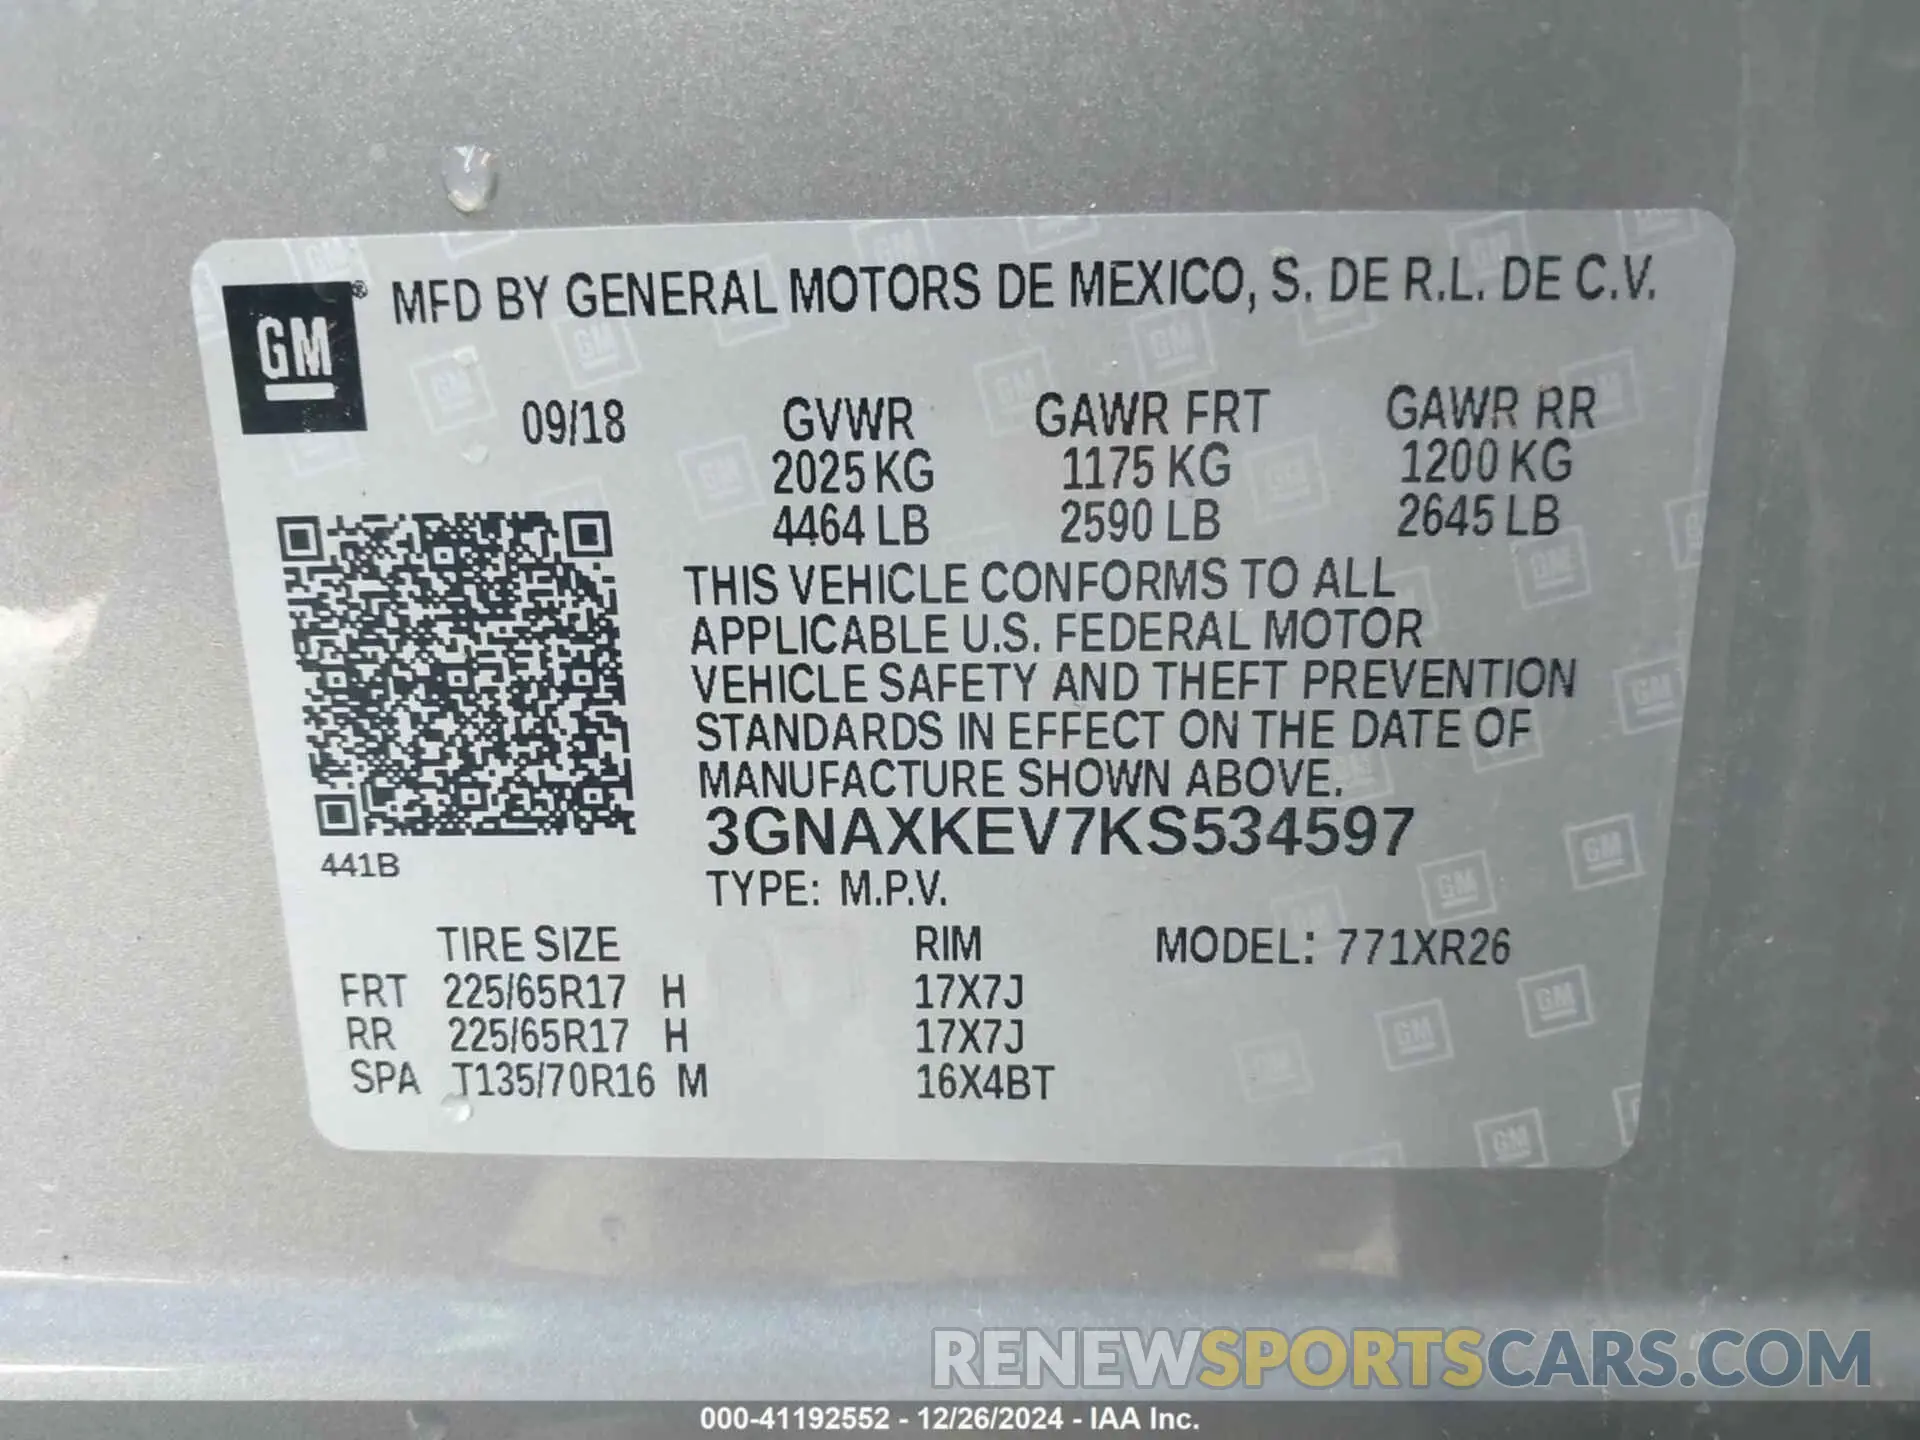 GM ® MFD BY GENERAL MOTORS DE MEXICO, S. DE R.L. DE C.V.
09/18 GVWR GAWR FRT GAWR RR
2025 KG 1175 KG 1200 KG
4464 LB 2590 LB 2645 LB
THIS VEHICLE CONFORMS TO ALL
APPLICABLE U.S. FEDERAL MOTOR
VEHICLE SAFETY AND THEFT PREVENTION
STANDARDS IN EFFECT ON THE DATE OF
MANUFACTURE SHOWN ABOVE.
3GNAXKEV7KS534597
441B
TYPE: M.P.V.
TIRE SIZE RIM MODEL: 771XR26
FRT 225/65R17 H 17X7J
RR 225/65R17 H 17X7J
SPA T135/70R16 M 16X4BT
RENEWSPORTSCARS.COM
000-41192552 - 12/26/2024 - IAA Inc.